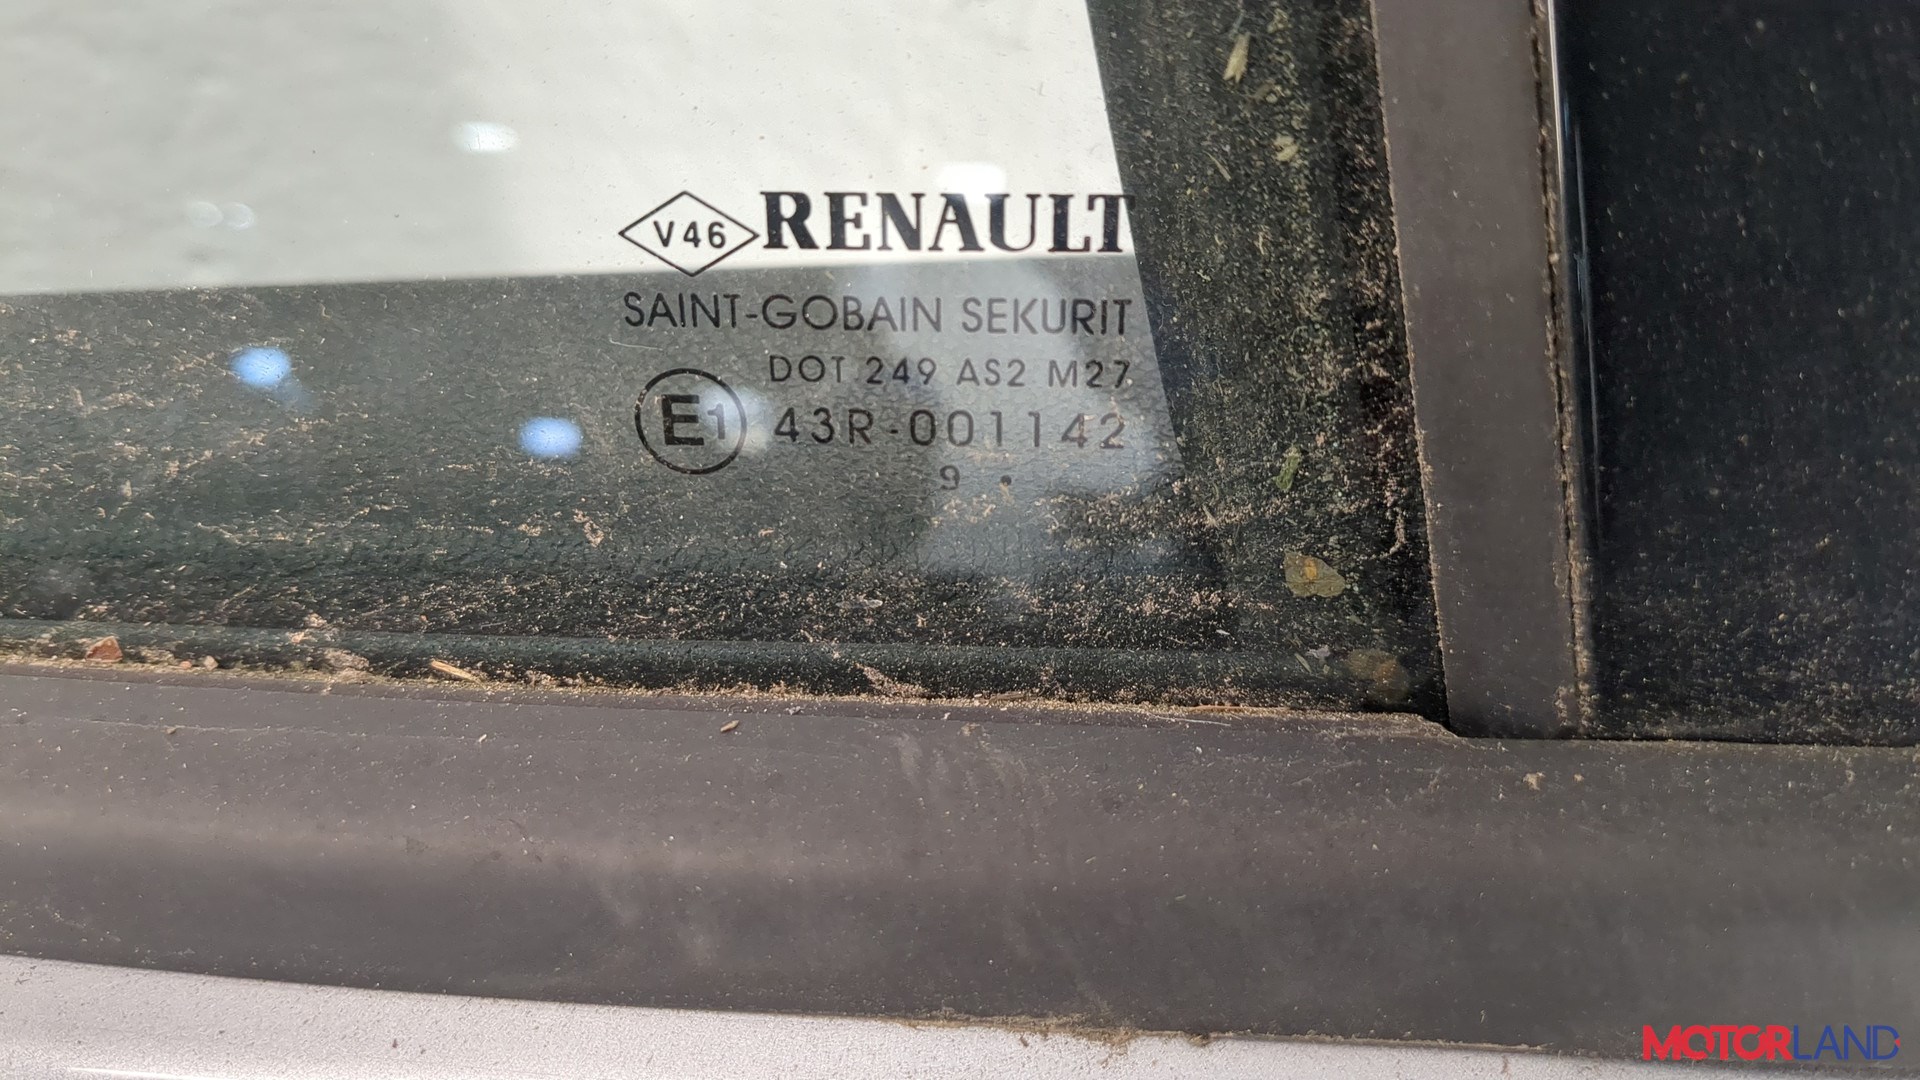 V46 RENAULT
SAINT-GOBAIN SEKURIT
DOT 249 AS2 M27
E1 43R-001142
9 .
MOTORLAND